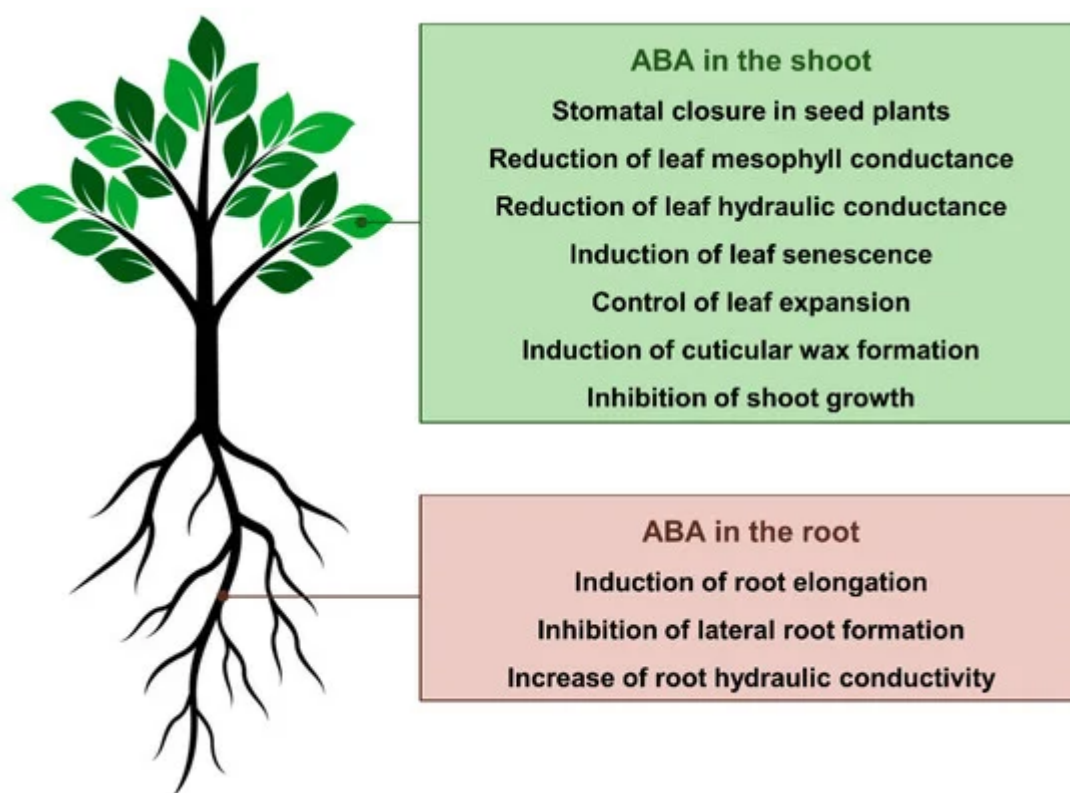 ABA in the shoot
Stomatal closure in seed plants
Reduction of leaf mesophyll conductance
Reduction of leaf hydraulic conductance
Induction of leaf senescence
Control of leaf expansion
Induction of cuticular wax formation
Inhibition of shoot growth
ABA in the root
Induction of root elongation
Inhibition of lateral root formation
Increase of root hydraulic conductivity